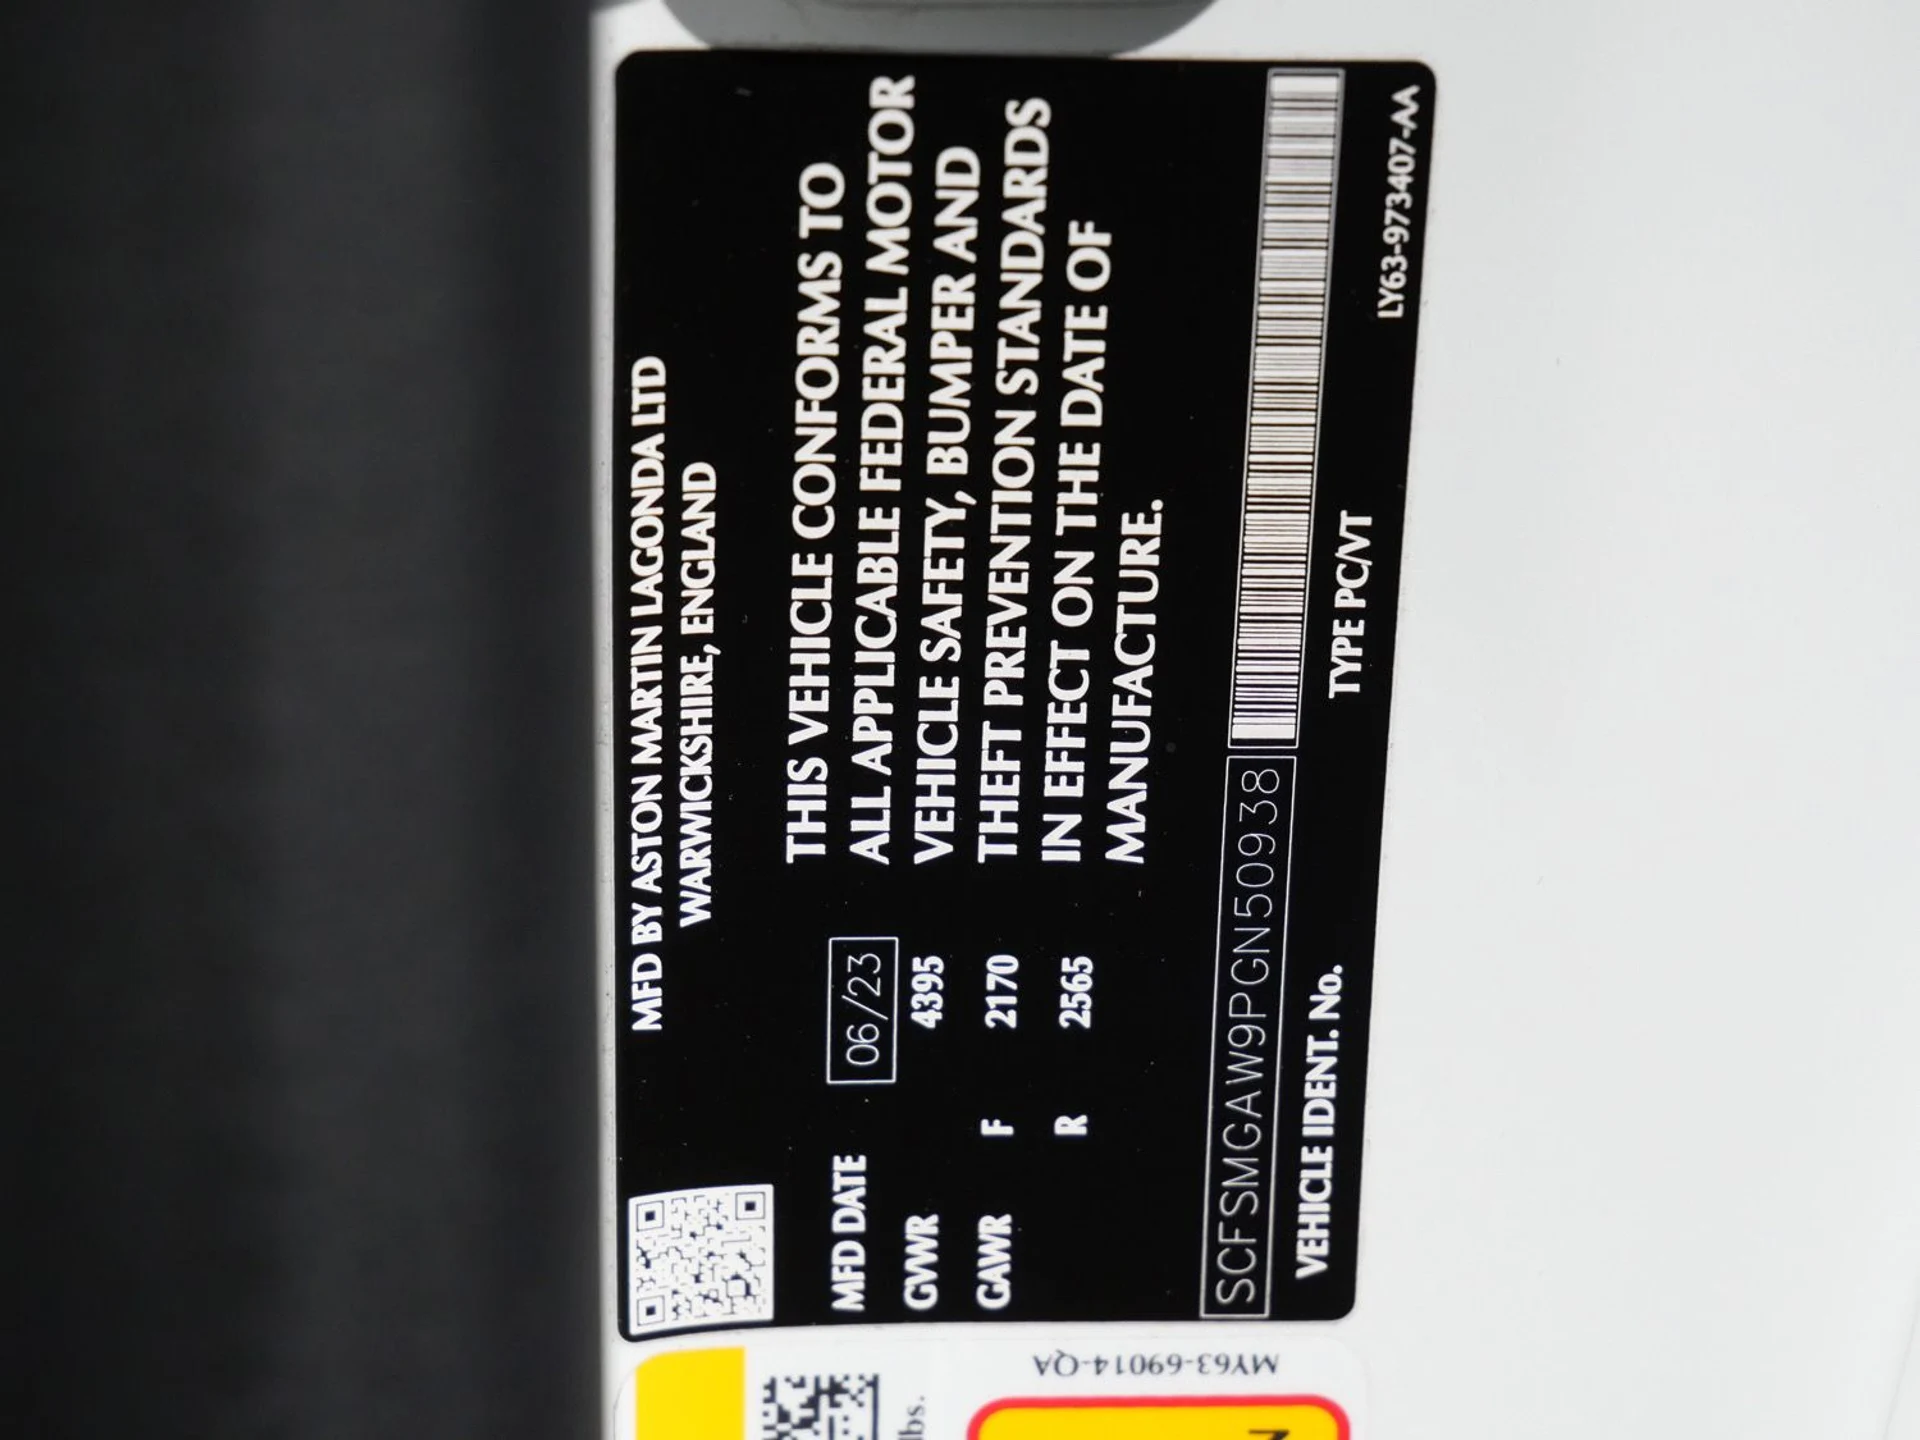 MFD BY ASTON MARTIN LAGONDA LTD
WARWICKSHIRE, ENGLAND
MFD DATE 06/23
GVWR 4395
GAWR F 2170
R 2565
THIS VEHICLE CONFORMS TO
ALL APPLICABLE FEDERAL MOTOR
VEHICLE SAFETY, BUMPER AND
THEFT PREVENTION STANDARDS
IN EFFECT ON THE DATE OF
MANUFACTURE.
SCFSMGAW9PGN50938
VEHICLE IDENT. No. TYPE PC/VT
LY63-973407-AA
MY63-69014-QA
lbs.